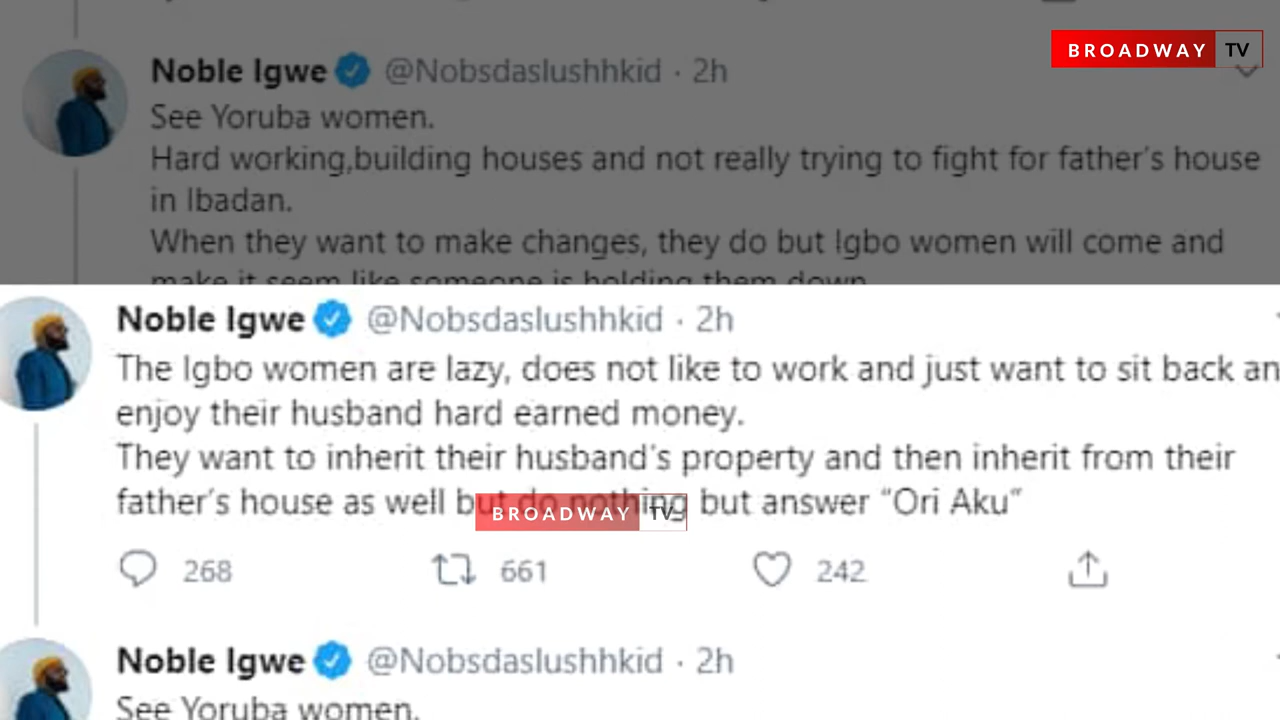 BROADWAY TV
Noble Igwe @Nobsdaslushhkid · 2h
See Yoruba women.
Hard working,building houses and not really trying to fight for father's house
in Ibadan.
When they want to make changes, they do but Igbo women will come and
make it seem like someone is holding them down
Noble Igwe @Nobsdaslushhkid · 2h
The Igbo women are lazy, does not like to work and just want to sit back an
enjoy their husband hard earned money.
They want to inherit their husband's property and then inherit from their
father's house as well but do nothing but answer “Ori Aku”
BROADWAY TV
268 661 242
Noble Igwe @Nobsdaslushhkid · 2h
See Yoruba women.